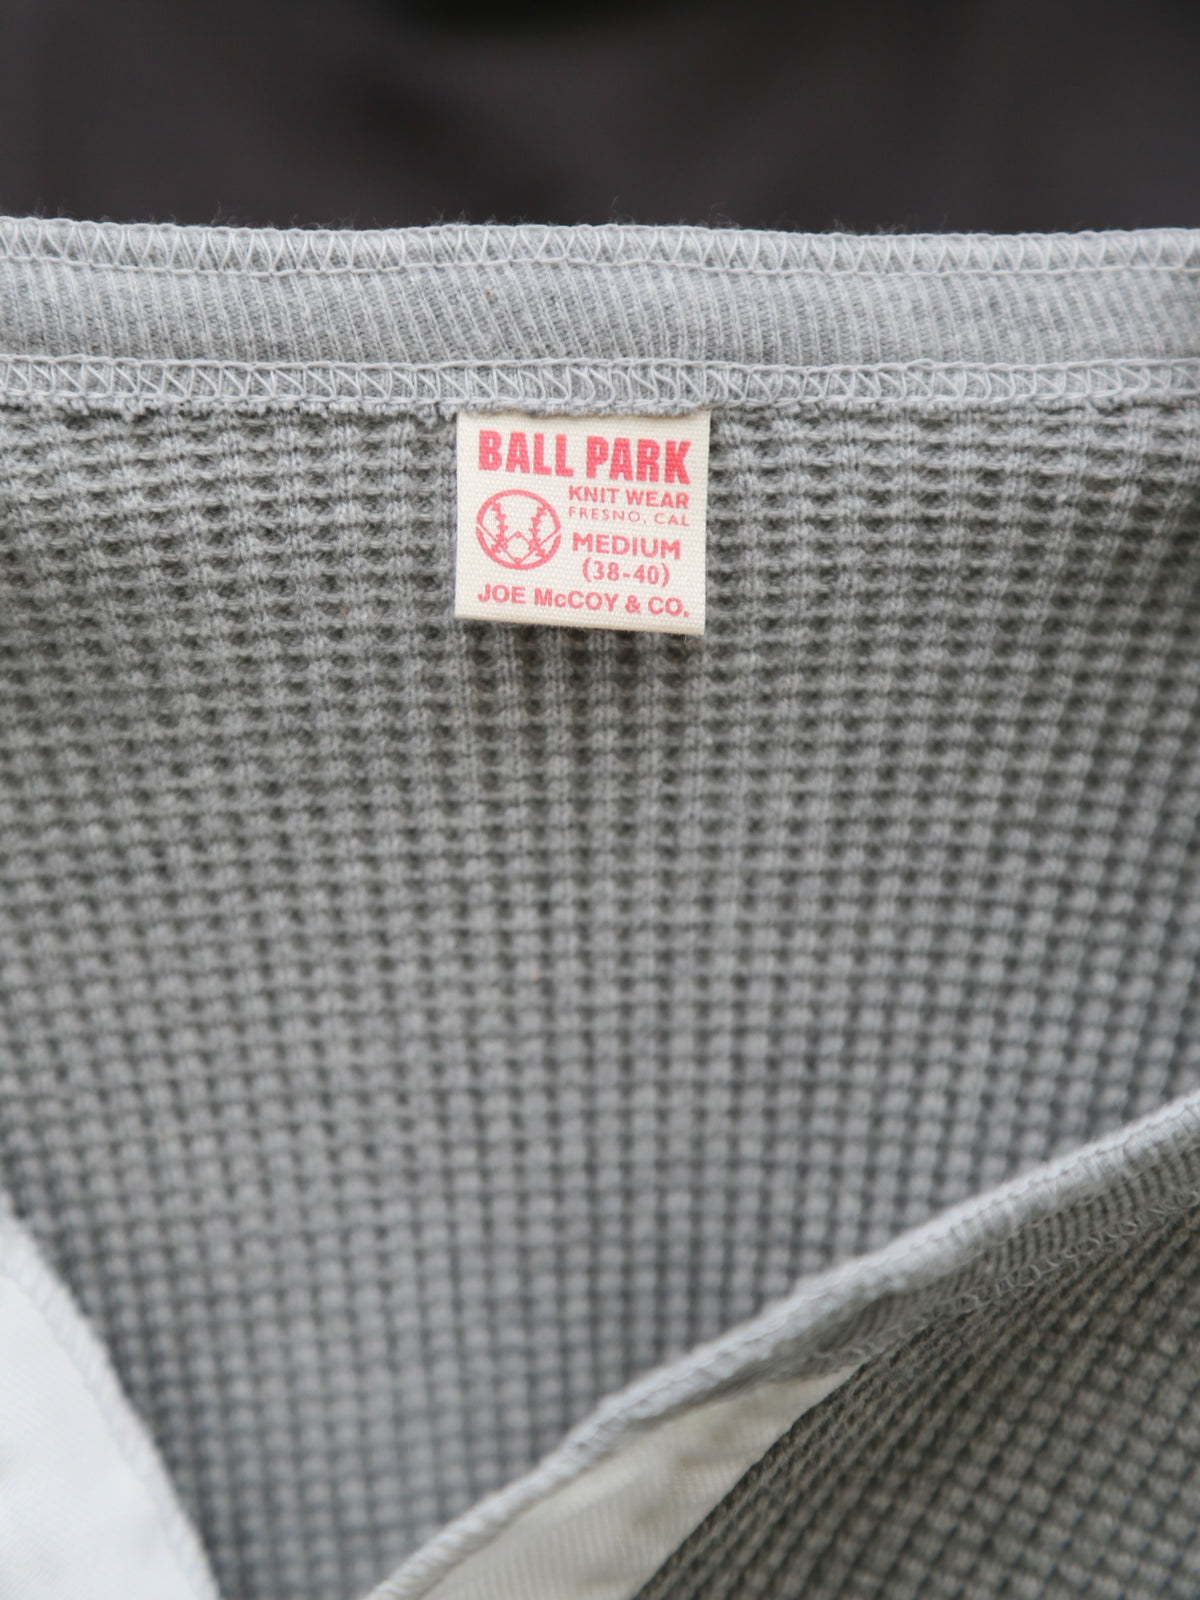 BALL PARK
KNIT WEAR
FRESNO, CAL
MEDIUM
(38-40)
JOE McCOY & CO.